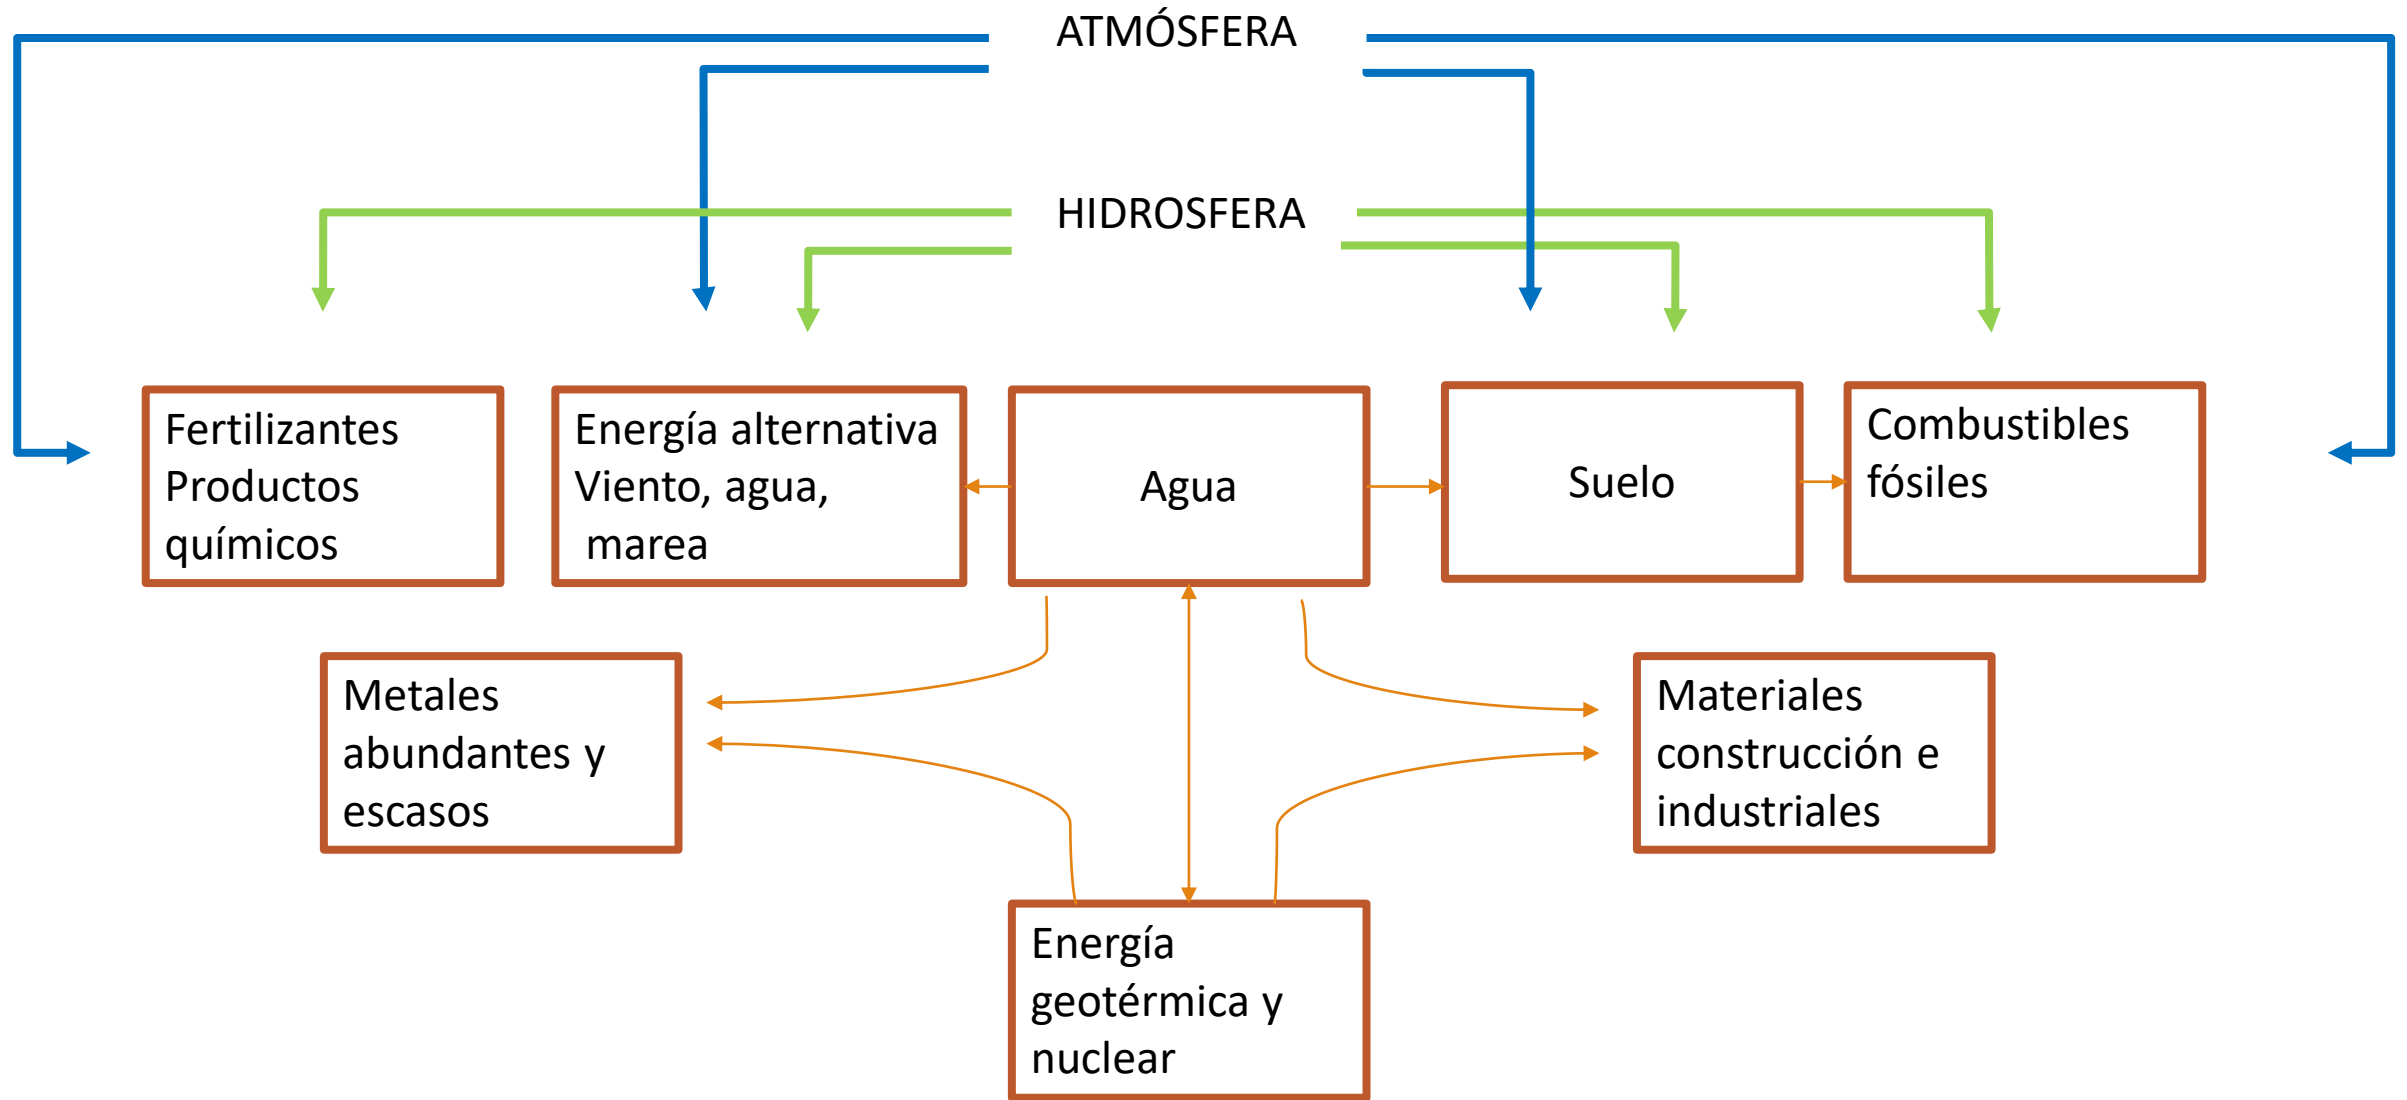 ATMÓSFERA
HIDROSFERA
Fertilizantes
Productos
químicos
Energía alternativa
Viento, agua,
marea
Agua
Suelo
Combustibles
fósiles
Metales
abundantes y
escasos
Materiales
construcción e
industriales
Energía
geotérmica y
nuclear